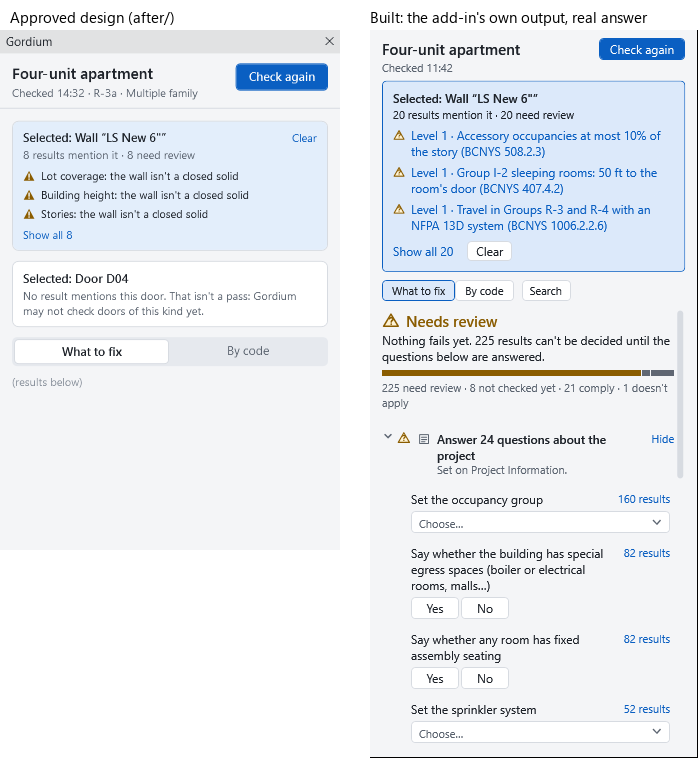 Approved design (after/)
Gordium
Four-unit apartment
Check again
Checked 14:32 · R-3a · Multiple family
Selected: Wall “LS New 6"”
Clear
8 results mention it · 8 need review
Lot coverage: the wall isn't a closed solid
Building height: the wall isn't a closed solid
Stories: the wall isn't a closed solid
Show all 8
Selected: Door D04
No result mentions this door. That isn't a pass: Gordium
may not check doors of this kind yet.
What to fix
By code
(results below)
Built: the add-in's own output, real answer
Four-unit apartment
Check again
Checked 11:42
Selected: Wall “LS New 6"”
20 results mention it · 20 need review
Level 1 · Accessory occupancies at most 10% of
the story (BCNYS 508.2.3)
Level 1 · Group I-2 sleeping rooms: 50 ft to the
room's door (BCNYS 407.4.2)
Level 1 · Travel in Groups R-3 and R-4 with an
NFPA 13D system (BCNYS 1006.2.2.6)
Show all 20
Clear
What to fix
By code
Search
Needs review
Nothing fails yet. 225 results can't be decided until the
questions below are answered.
225 need review · 8 not checked yet · 21 comply · 1 doesn't
apply
Answer 24 questions about the
project
Hide
Set on Project Information.
Set the occupancy group
160 results
Choose...
Say whether the building has special
egress spaces (boiler or electrical
rooms, malls...)
82 results
Yes
No
Say whether any room has fixed
assembly seating
82 results
Yes
No
Set the sprinkler system
52 results
Choose...